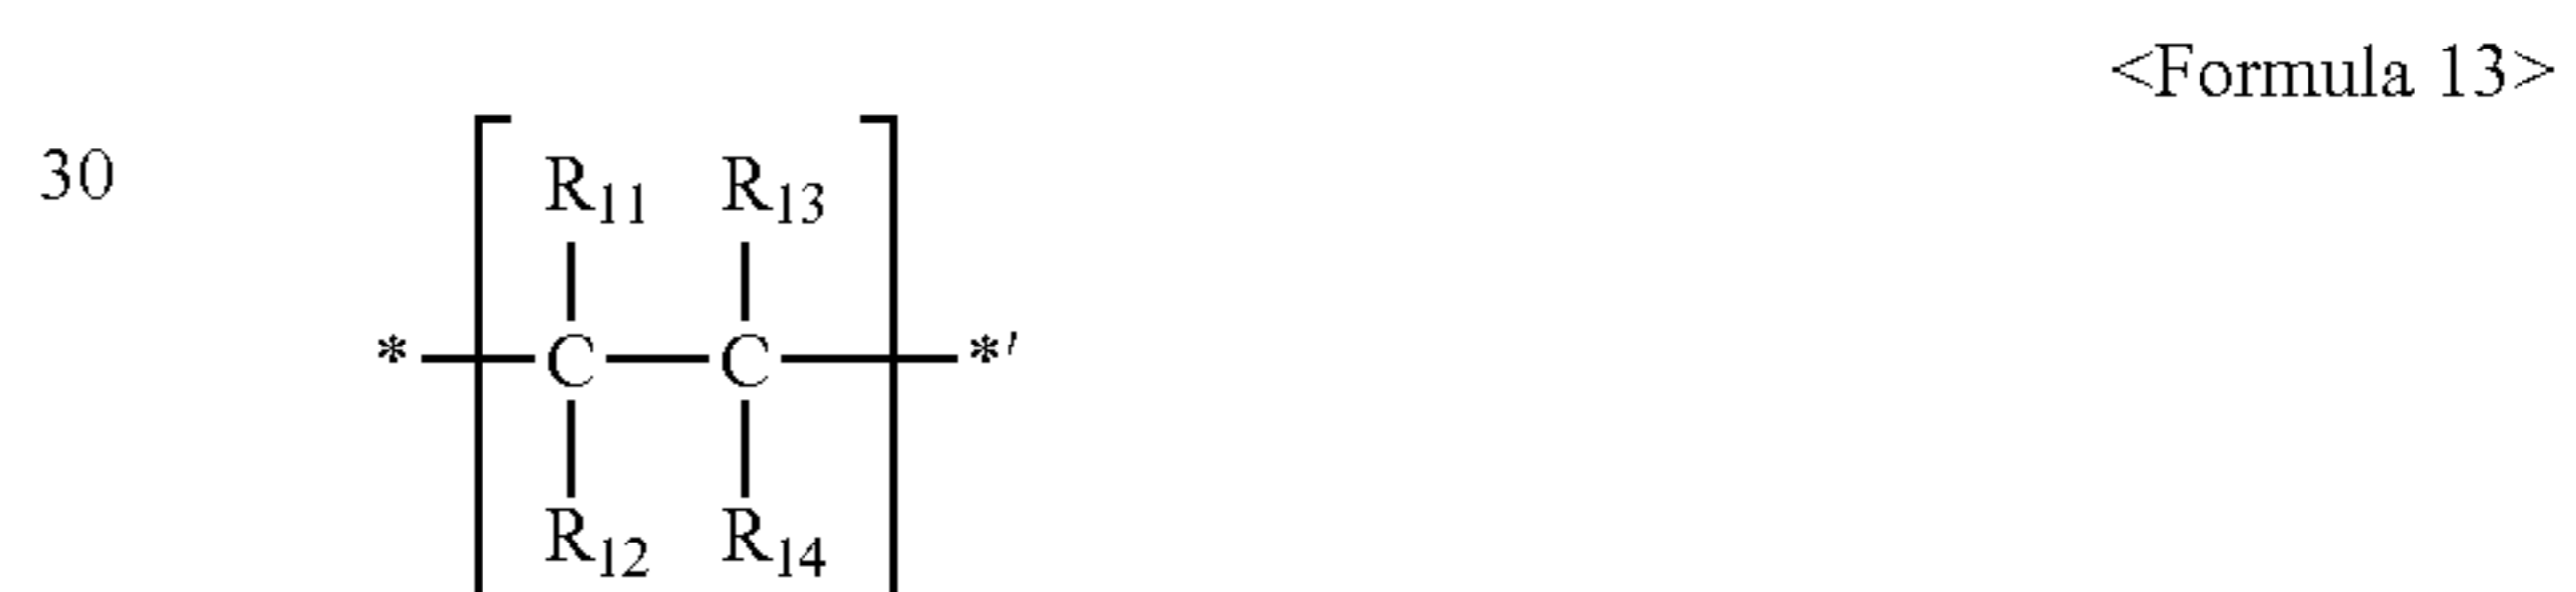 <Formula 13>
30
R11 R13
* C C *′
R12 R14